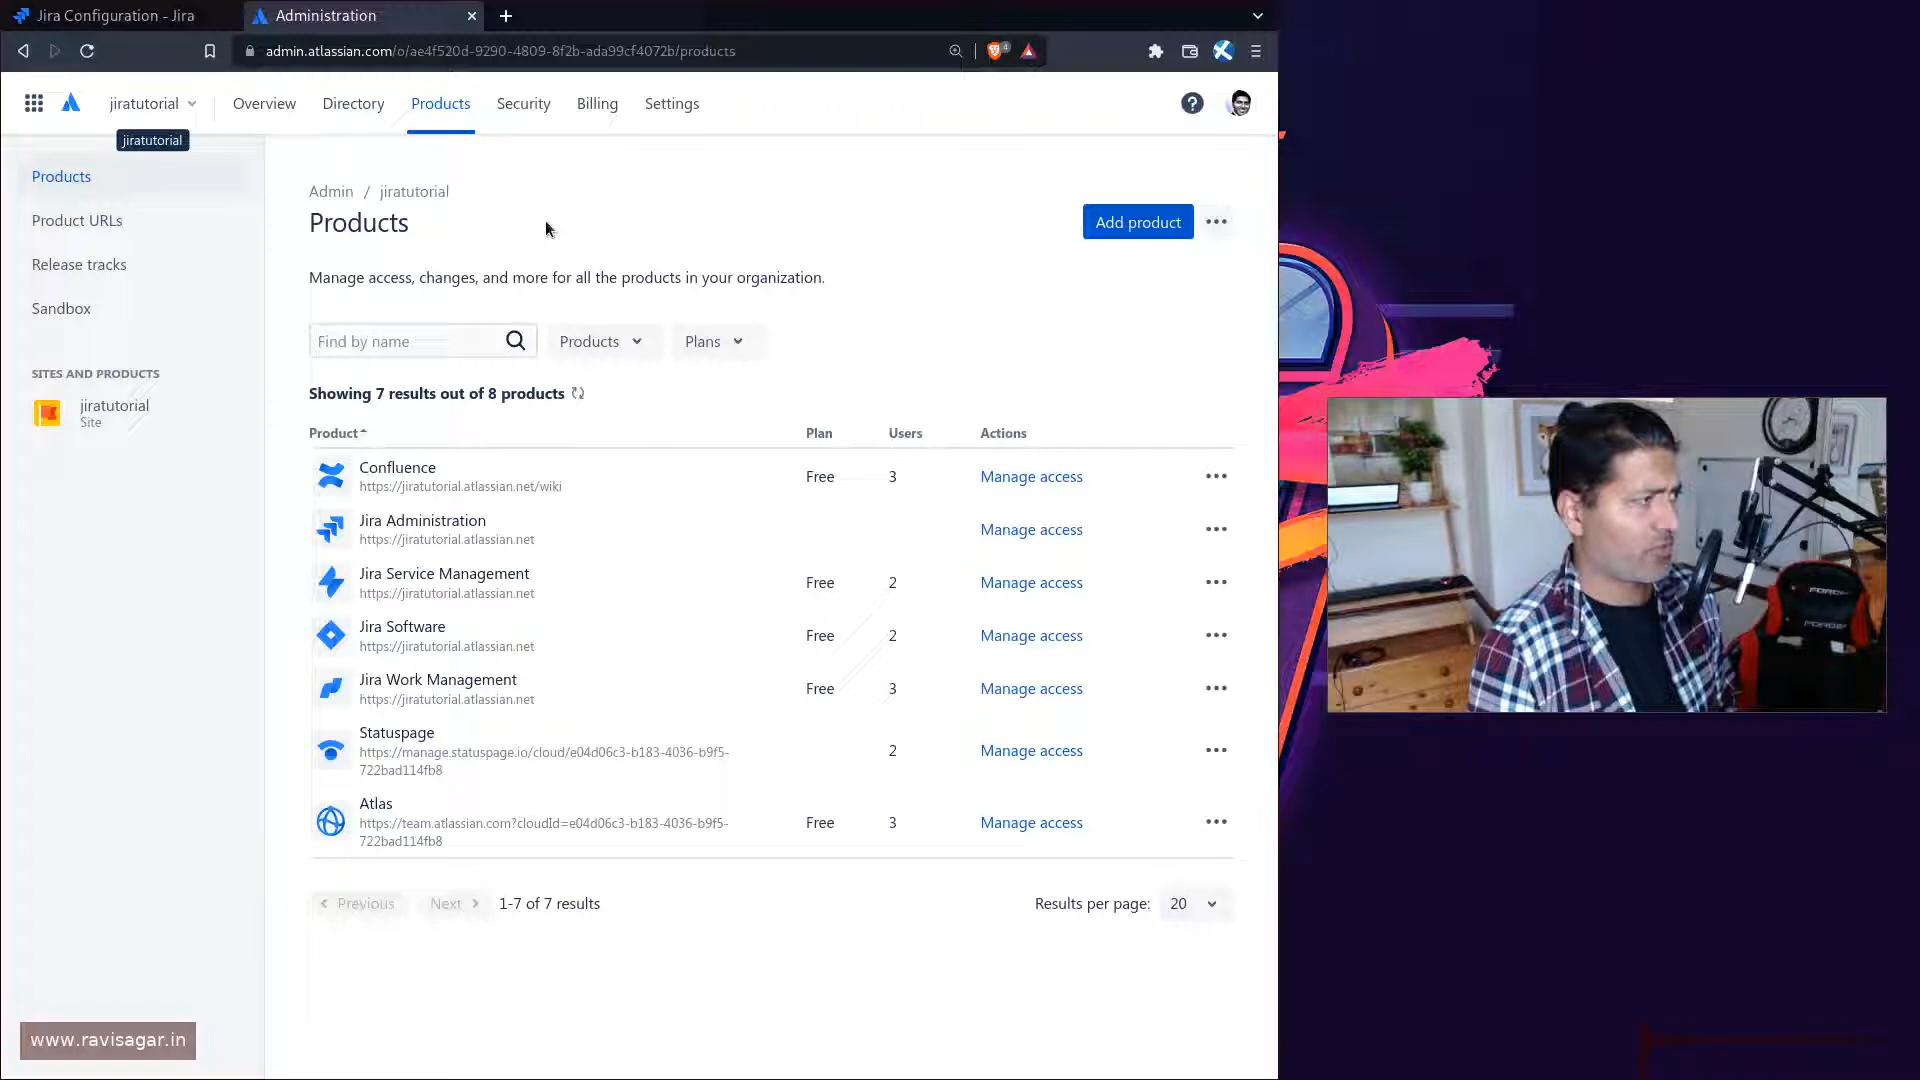 Jira Configuration - Jira
Administration
admin.atlassian.com/o/ae4f520d-9290-4809-8f2b-ada99cf4072b/products
4
jiratutorial
Overview
Directory
Products
Security
Billing
Settings
jiratutorial
Products
Product URLs
Release tracks
Sandbox
SITES AND PRODUCTS
jiratutorial
Site
Admin / jiratutorial
Products
Add product
Manage access, changes, and more for all the products in your organization.
Find by name
Products
Plans
Showing 7 results out of 8 products
Product Plan Users Actions
Confluence
https://jiratutorial.atlassian.net/wiki
Free 3 Manage access
Jira Administration
https://jiratutorial.atlassian.net
Manage access
Jira Service Management
https://jiratutorial.atlassian.net
Free 2 Manage access
Jira Software
https://jiratutorial.atlassian.net
Free 2 Manage access
Jira Work Management
https://jiratutorial.atlassian.net
Free 3 Manage access
Statuspage
https://manage.statuspage.io/cloud/e04d06c3-b183-4036-b9f5-
722bad114fb8
2 Manage access
Atlas
https://team.atlassian.com?cloudId=e04d06c3-b183-4036-b9f5-
722bad114fb8
Free 3 Manage access
Previous
Next
1-7 of 7 results
Results per page: 20
www.ravisagar.in